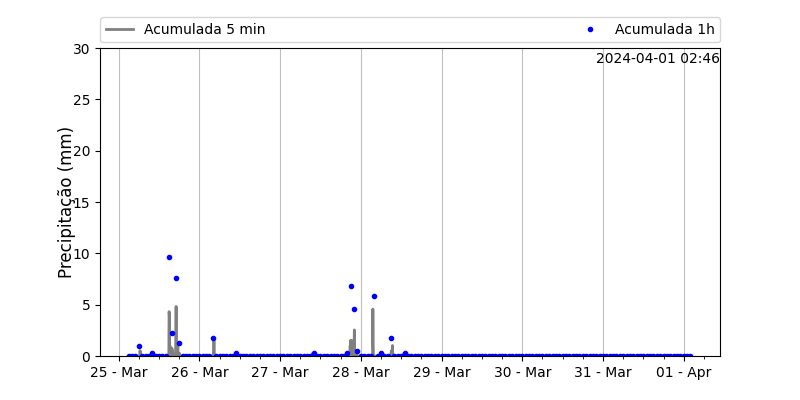 Acumulada 5 min Acumulada 1h
2024-04-01 02:46
Precipitação (mm)
30
25
20
15
10
5
0
25 - Mar 26 - Mar 27 - Mar 28 - Mar 29 - Mar 30 - Mar 31 - Mar 01 - Apr